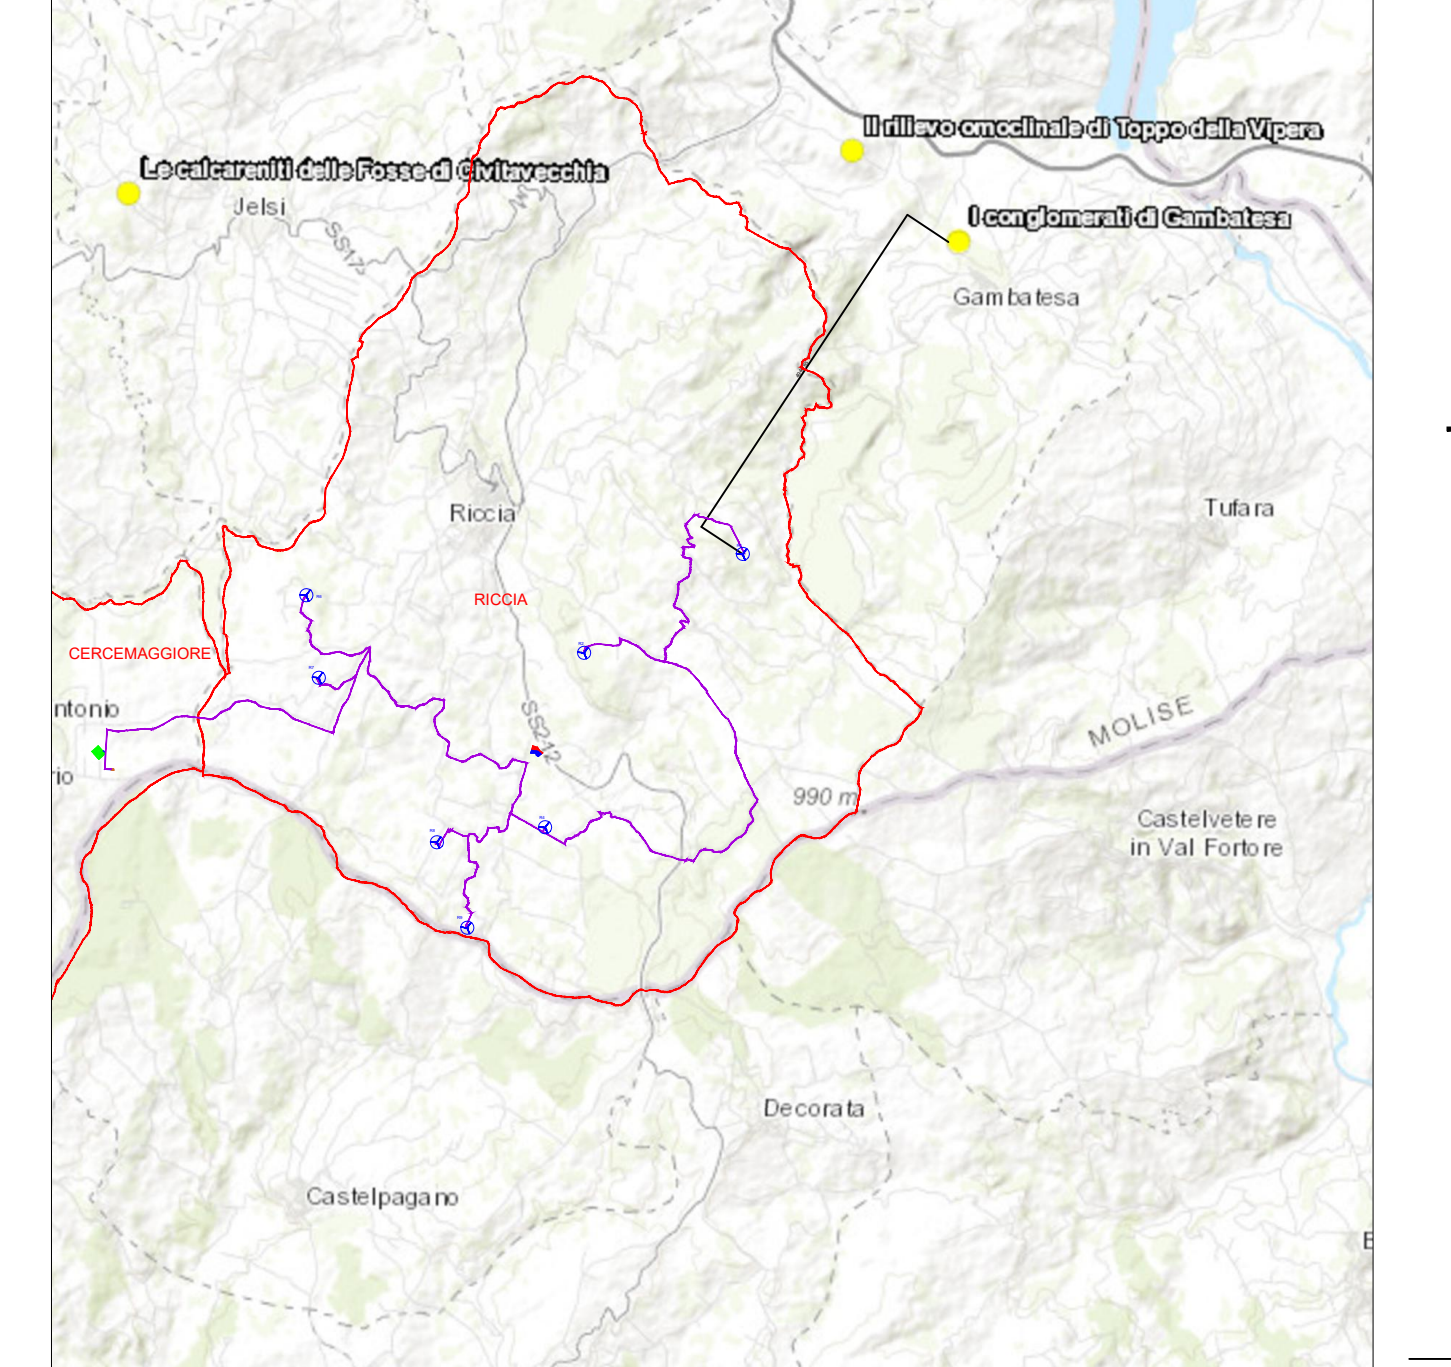 Il rilievo omoclinale di Toppo della Vipera
Le calcareniti delle Fosse di Civitavecchia
Jelsi
I conglomerati di Gambatesa
SS17
Gambatesa
Riccia
Tufara
RICCIA
CERCEMAGGIORE
ntonio
MOLISE
SS212
rio
990 m
Castelvetere
in Val Fortore
Decorata
Castelpagano
E